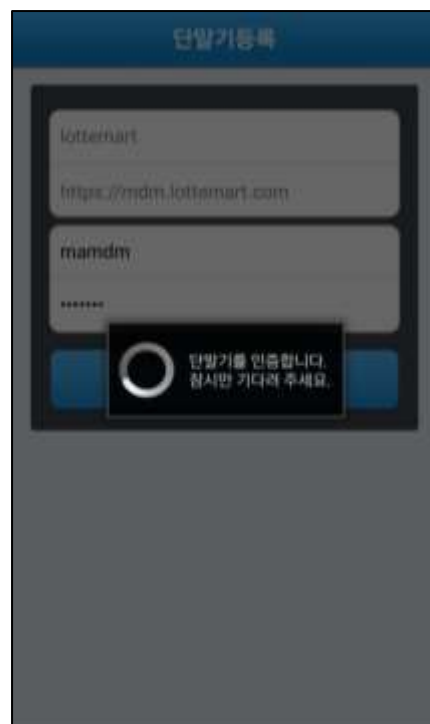 단말기등록
lottemart
https://mdm.lottemart.com
mamdm
•••••••
단말기를 인증합니다.
잠시만 기다려 주세요.